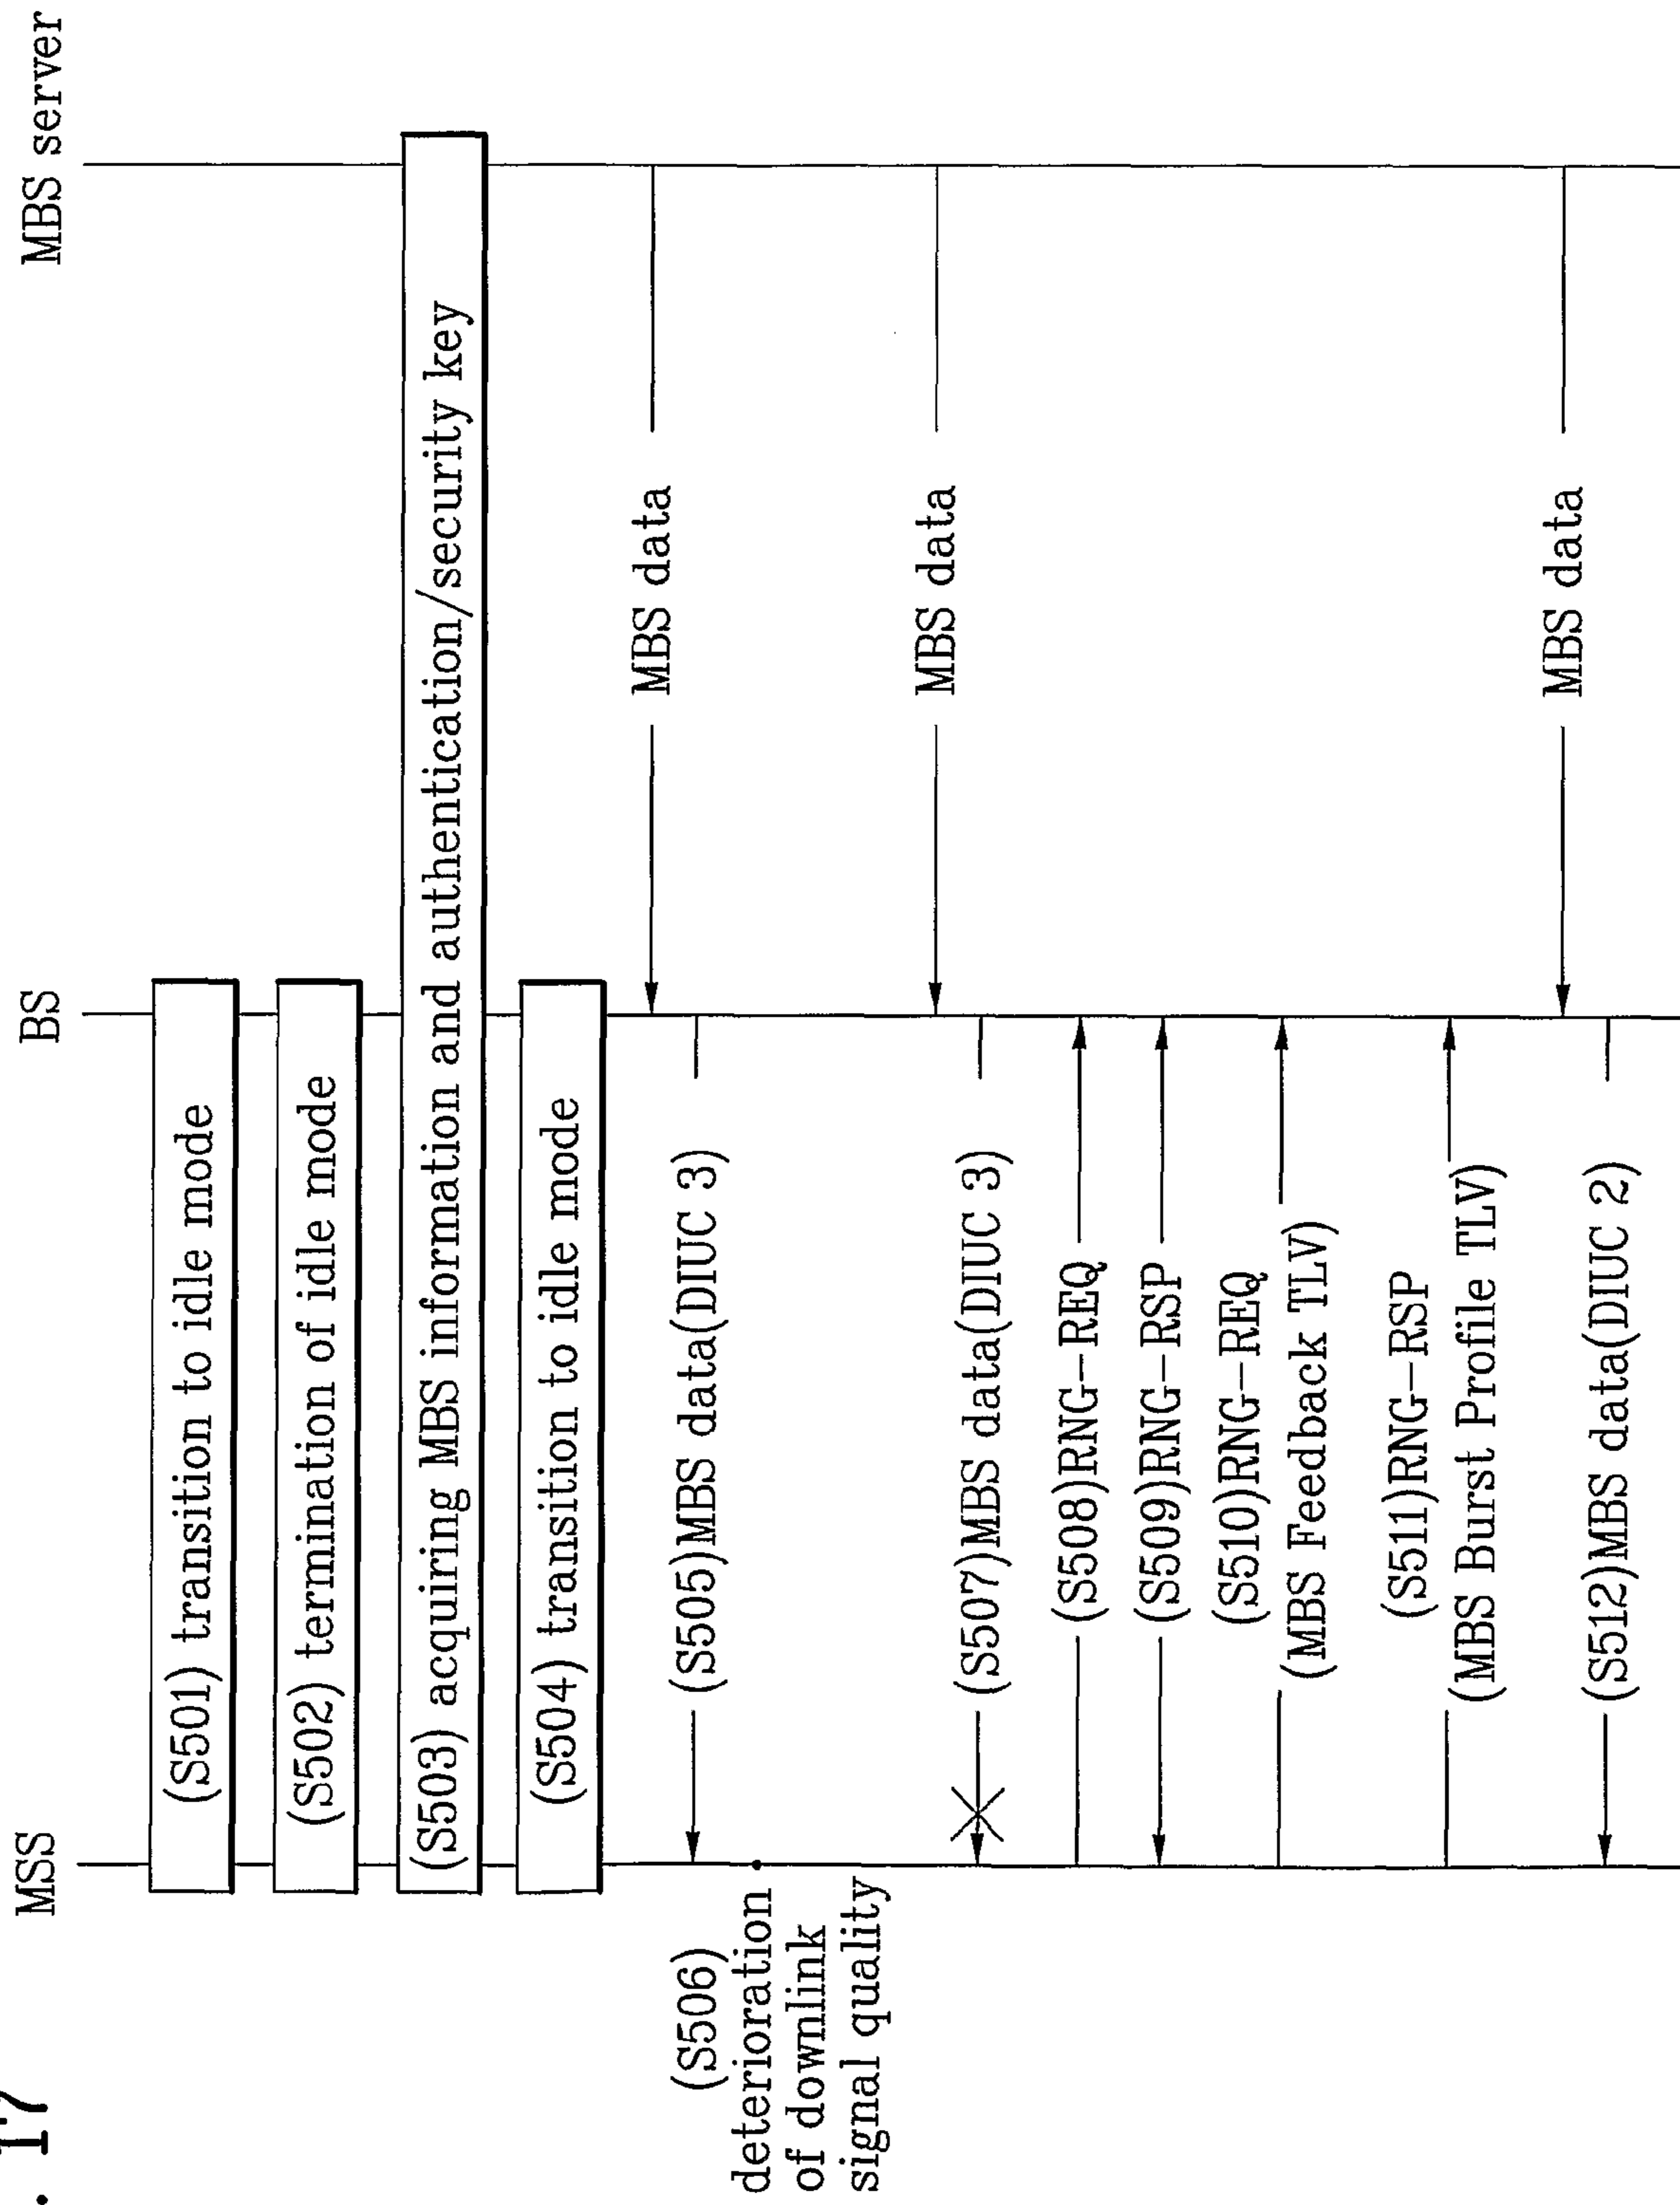 . 17
MSS
BS
MBS server
(S501) transition to idle mode
(S502) termination of idle mode
(S503) acquiring MBS information and authentication/security key
(S504) transition to idle mode
MBS data
(S505)MBS data(DIUC 3)
(S506)
deterioration
of downlink
signal quality
MBS data
(S507)MBS data(DIUC 3)
(S508)RNG-REQ
(S509)RNG-RSP
(S510)RNG-REQ
(MBS Feedback TLV)
(S511)RNG-RSP
(MBS Burst Profile TLV)
MBS data
(S512)MBS data(DIUC 2)